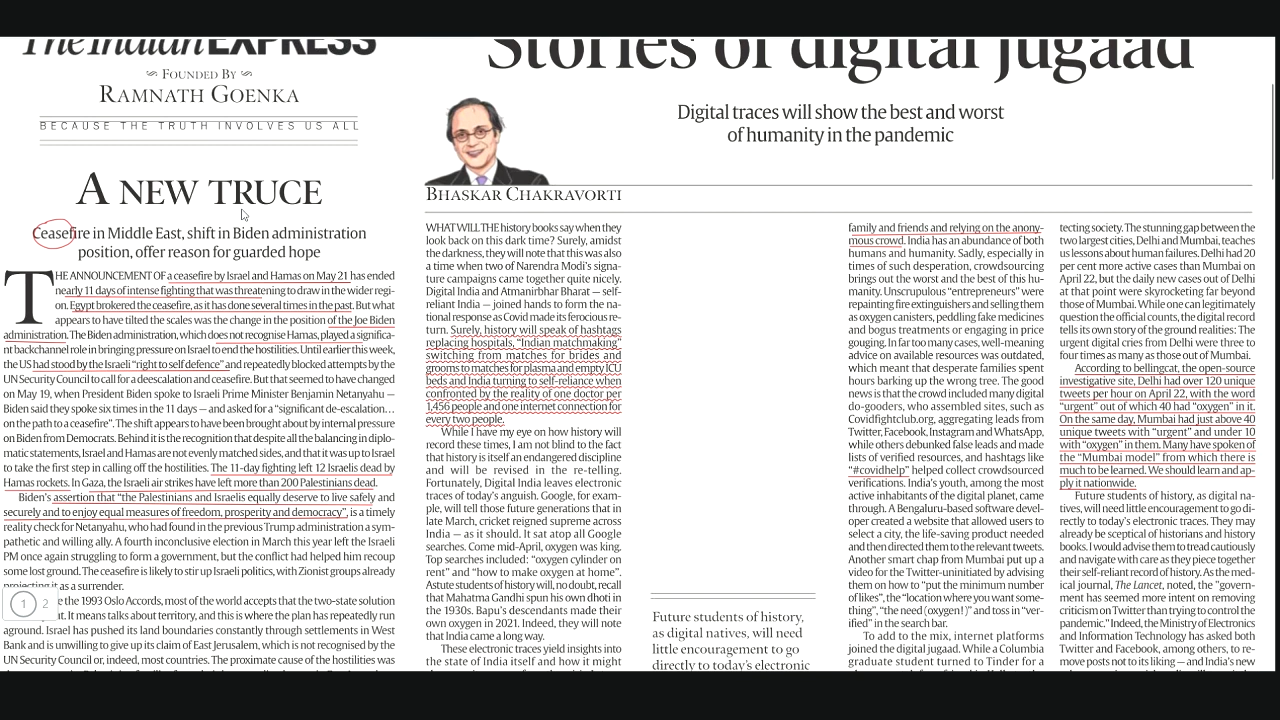 The Indian EXPRESS
FOUNDED BY
RAMNATH GOENKA
BECAUSE THE TRUTH INVOLVES US ALL
A NEW TRUCE
Ceasefire in Middle East, shift in Biden administration
position, offer reason for guarded hope
THE ANNOUNCEMENT OF a ceasefire by Israel and Hamas on May 21 has ended
nearly 11 days of intense fighting that was threatening to draw in the wider regi-
on. Egypt brokered the ceasefire, as it has done several times in the past. But what
appears to have tilted the scales was the change in the position of the Joe Biden
administration. The Biden administration, which does not recognise Hamas, played a significa-
nt backchannel role in bringing pressure on Israel to end the hostilities. Until earlier this week,
the US had stood by the Israeli "right to self defence" and repeatedly blocked attempts by the
UN Security Council to call for a deescalation and ceasefire. But that seemed to have changed
on May 19, when President Biden spoke to Israeli Prime Minister Benjamin Netanyahu —
Biden said they spoke six times in the 11 days — and asked for a "significant de-escalation...
on the path to a ceasefire". The shift appears to have been brought about by internal pressure
on Biden from Democrats. Behind it is the recognition that despite all the balancing in diplo-
matic statements, Israel and Hamas are not evenly matched sides, and that it was up to Israel
to take the first step in calling off the hostilities. The 11-day fighting left 12 Israelis dead by
Hamas rockets. In Gaza, the Israeli air strikes have left more than 200 Palestinians dead.
Biden's assertion that "the Palestinians and Israelis equally deserve to live safely and
securely and to enjoy equal measures of freedom, prosperity and democracy", is a timely
reality check for Netanyahu, who had found in the previous Trump administration a sym-
pathetic and willing ally. A fourth inconclusive election in March this year left the Israeli
PM once again struggling to form a government, but the conflict had helped him recoup
some lost ground. The ceasefire is likely to stir up Israeli politics, with Zionist groups already
projecting it as a surrender.
the 1993 Oslo Accords, most of the world accepts that the two-state solution
It means talks about territory, and this is where the plan has repeatedly run
aground. Israel has pushed its land boundaries constantly through settlements in West
Bank and is unwilling to give up its claim of East Jerusalem, which is not recognised by the
UN Security Council or, indeed, most countries. The proximate cause of the hostilities was
1 2
Stories of digital jugaad
Digital traces will show the best and worst
of humanity in the pandemic
BHASKAR CHAKRAVORTI
WHAT WILL THE history books say when they
look back on this dark time? Surely, amidst
the darkness, they will note that this was also
a time when two of Narendra Modi's signa-
ture campaigns came together quite nicely.
Digital India and Atmanirbhar Bharat — self-
reliant India — joined hands to form the na-
tional response as Covid made its ferocious re-
turn. Surely, history will speak of hashtags
replacing hospitals, "Indian matchmaking"
switching from matches for brides and
grooms to matches for plasma and empty ICU
beds and India turning to self-reliance when
confronted by the reality of one doctor per
1,456 people and one internet connection for
every two people.
While I have my eye on how history will
record these times, I am not blind to the fact
that history is itself an endangered discipline
and will be revised in the re-telling.
Fortunately, Digital India leaves electronic
traces of today's anguish. Google, for exam-
ple, will tell those future generations that in
late March, cricket reigned supreme across
India — as it should. It sat atop all Google
searches. Come mid-April, oxygen was king.
Top searches included: "oxygen cylinder on
rent" and "how to make oxygen at home".
Astute students of history will, no doubt, recall
that Mahatma Gandhi spun his own dhoti in
the 1930s. Bapu's descendants made their
own oxygen in 2021. Indeed, they will note
that India came a long way.
These electronic traces yield insights into
the state of India itself and how it might
Future students of history,
as digital natives, will need
little encouragement to go
directly to today's electronic
family and friends and relying on the anony-
mous crowd. India has an abundance of both
humans and humanity. Sadly, especially in
times of such desperation, crowdsourcing
brings out the worst and the best of this hu-
manity. Unscrupulous "entrepreneurs" were
repainting fire extinguishers and selling them
as oxygen canisters, peddling fake medicines
and bogus treatments or engaging in price
gouging. In far too many cases, well-meaning
advice on available resources was outdated,
which meant that desperate families spent
hours barking up the wrong tree. The good
news is that the crowd included many digital
do-gooders, who assembled sites, such as
Covidfightclub.org, aggregating leads from
Twitter, Facebook, Instagram and WhatsApp,
while others debunked false leads and made
lists of verified resources, and hashtags like
"#covidhelp" helped collect crowdsourced
verifications. India's youth, among the most
active inhabitants of the digital planet, came
through. A Bengaluru-based software devel-
oper created a website that allowed users to
select a city, the life-saving product needed
and then directed them to the relevant tweets.
Another smart chap from Mumbai put up a
video for the Twitter-uninitiated by advising
them on how to "put the minimum number
of likes", the "location where you want some-
thing", "the need (oxygen!)" and toss in "ver-
ified" in the search bar.
To add to the mix, internet platforms
joined the digital jugaad. While a Columbia
graduate student turned to Tinder for a
tecting society. The stunning gap between the
two largest cities, Delhi and Mumbai, teaches
us lessons about human failures. Delhi had 20
per cent more active cases than Mumbai on
April 22, but the daily new cases out of Delhi
at that point were skyrocketing far beyond
those of Mumbai. While one can legitimately
question the official counts, the digital record
tells its own story of the ground realities: The
urgent digital cries from Delhi were three to
four times as many as those out of Mumbai.
According to bellingcat, the open-source
investigative site, Delhi had over 120 unique
tweets per hour on April 22, with the word
"urgent" out of which 40 had "oxygen" in it.
On the same day, Mumbai had just above 40
unique tweets with "urgent" and under 10
with "oxygen" in them. Many have spoken of
the "Mumbai model" from which there is
much to be learned. We should learn and ap-
ply it nationwide.
Future students of history, as digital na-
tives, will need little encouragement to go di-
rectly to today's electronic traces. They may
already be sceptical of historians and history
books. I would advise them to tread cautiously
and navigate with care as they piece together
their self-reliant record of history. As the med-
ical journal, The Lancet, noted, the "govern-
ment has seemed more intent on removing
criticism on Twitter than trying to control the
pandemic." Indeed, the Ministry of Electronics
and Information Technology has asked both
Twitter and Facebook, among others, to re-
move posts not to its liking — and India's new